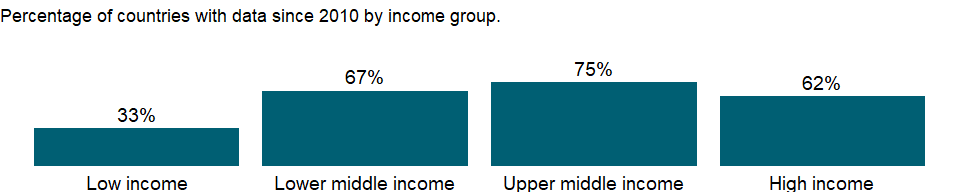 Percentage of countries with data since 2010 by income group.
33%
67%
75%
62%
Low income
Lower middle income
Upper middle income
High income